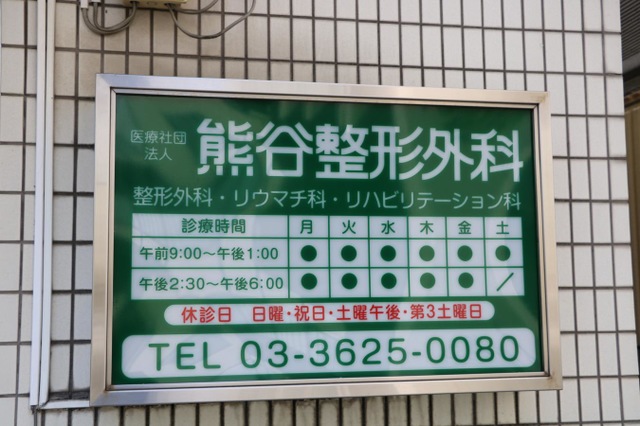 医療社団
法人
熊谷整形外科
整形外科・リウマチ科・リハビリテーション科
診療時間 月 火 水 木 金 土
午前9:00～午後1:00 ● ● ● ● ● ●
午後2:30～午後6:00 ● ● ● ● ● ／
休診日 日曜・祝日・土曜午後・第3土曜日
TEL 03-3625-0080